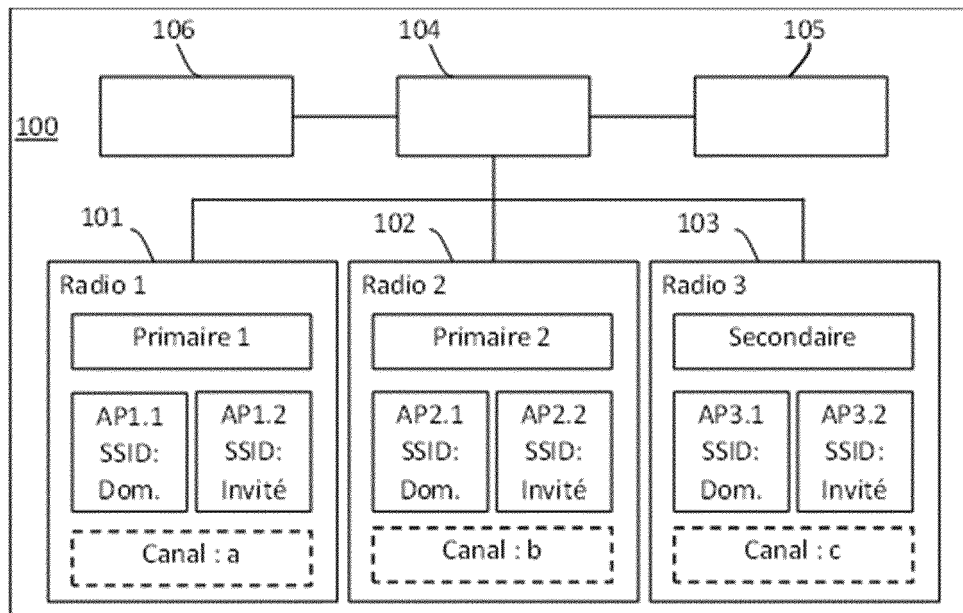 106
104
105
100
101
102
103
Radio 1
Primaire 1
AP1.1
SSID:
Dom.
AP1.2
SSID:
Invité
Canal : a
Radio 2
Primaire 2
AP2.1
SSID:
Dom.
AP2.2
SSID:
Invité
Canal : b
Radio 3
Secondaire
AP3.1
SSID:
Dom.
AP3.2
SSID:
Invité
Canal : c